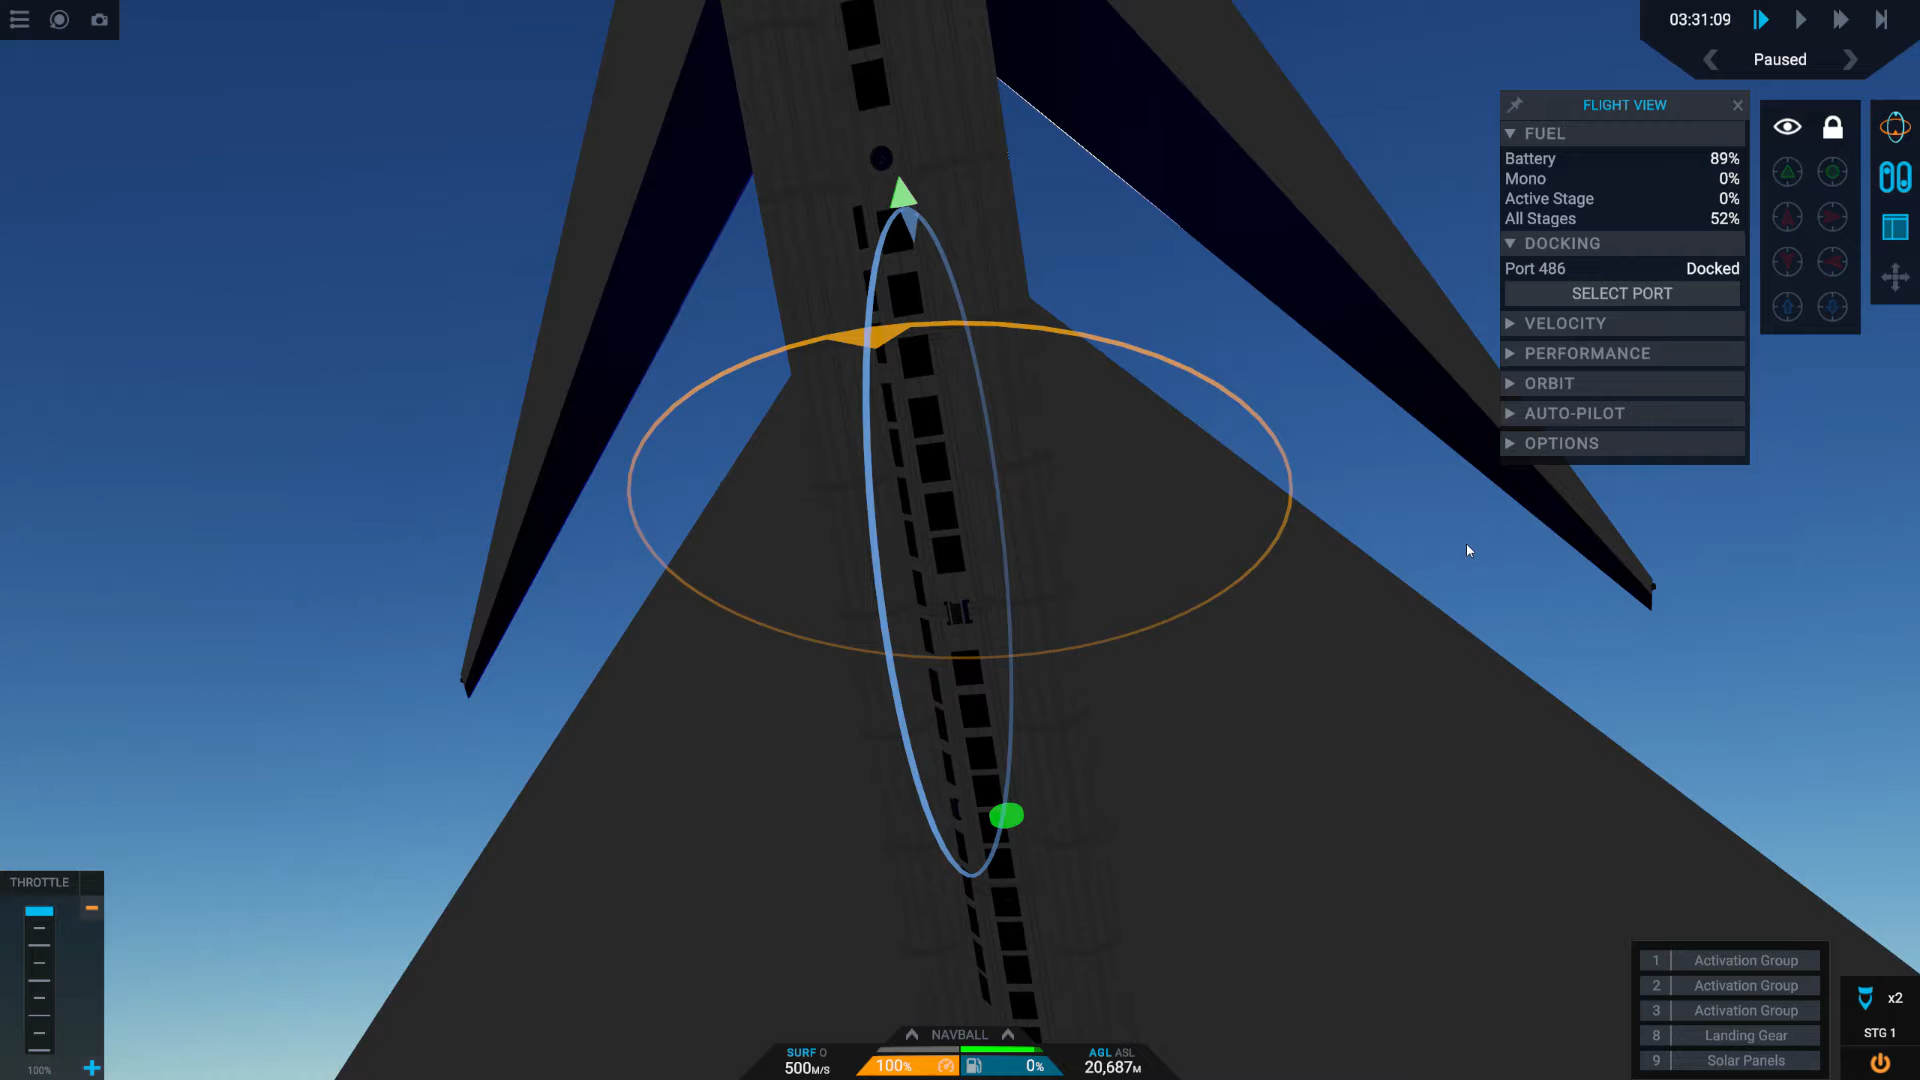 03:31:09
Paused
FLIGHT VIEW
FUEL
Battery 89%
Mono 0%
Active Stage 0%
All Stages 52%
DOCKING
Port 486 Docked
SELECT PORT
VELOCITY
PERFORMANCE
ORBIT
AUTO-PILOT
OPTIONS
THROTTLE
100%
NAVBALL
SURF O
500M/S
100%
0%
AGL ASL
20,687M
1 Activation Group
2 Activation Group
3 Activation Group
8 Landing Gear
9 Solar Panels
x2
STG 1